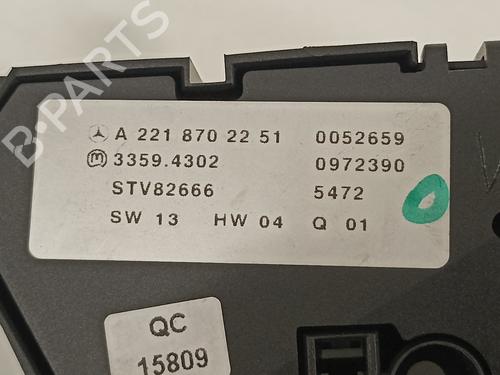 A 221 870 22 51 0052659
m 3359.4302 0972390
STV82666 5472
SW 13 HW 04 Q 01
QC
15809
B-PARTS